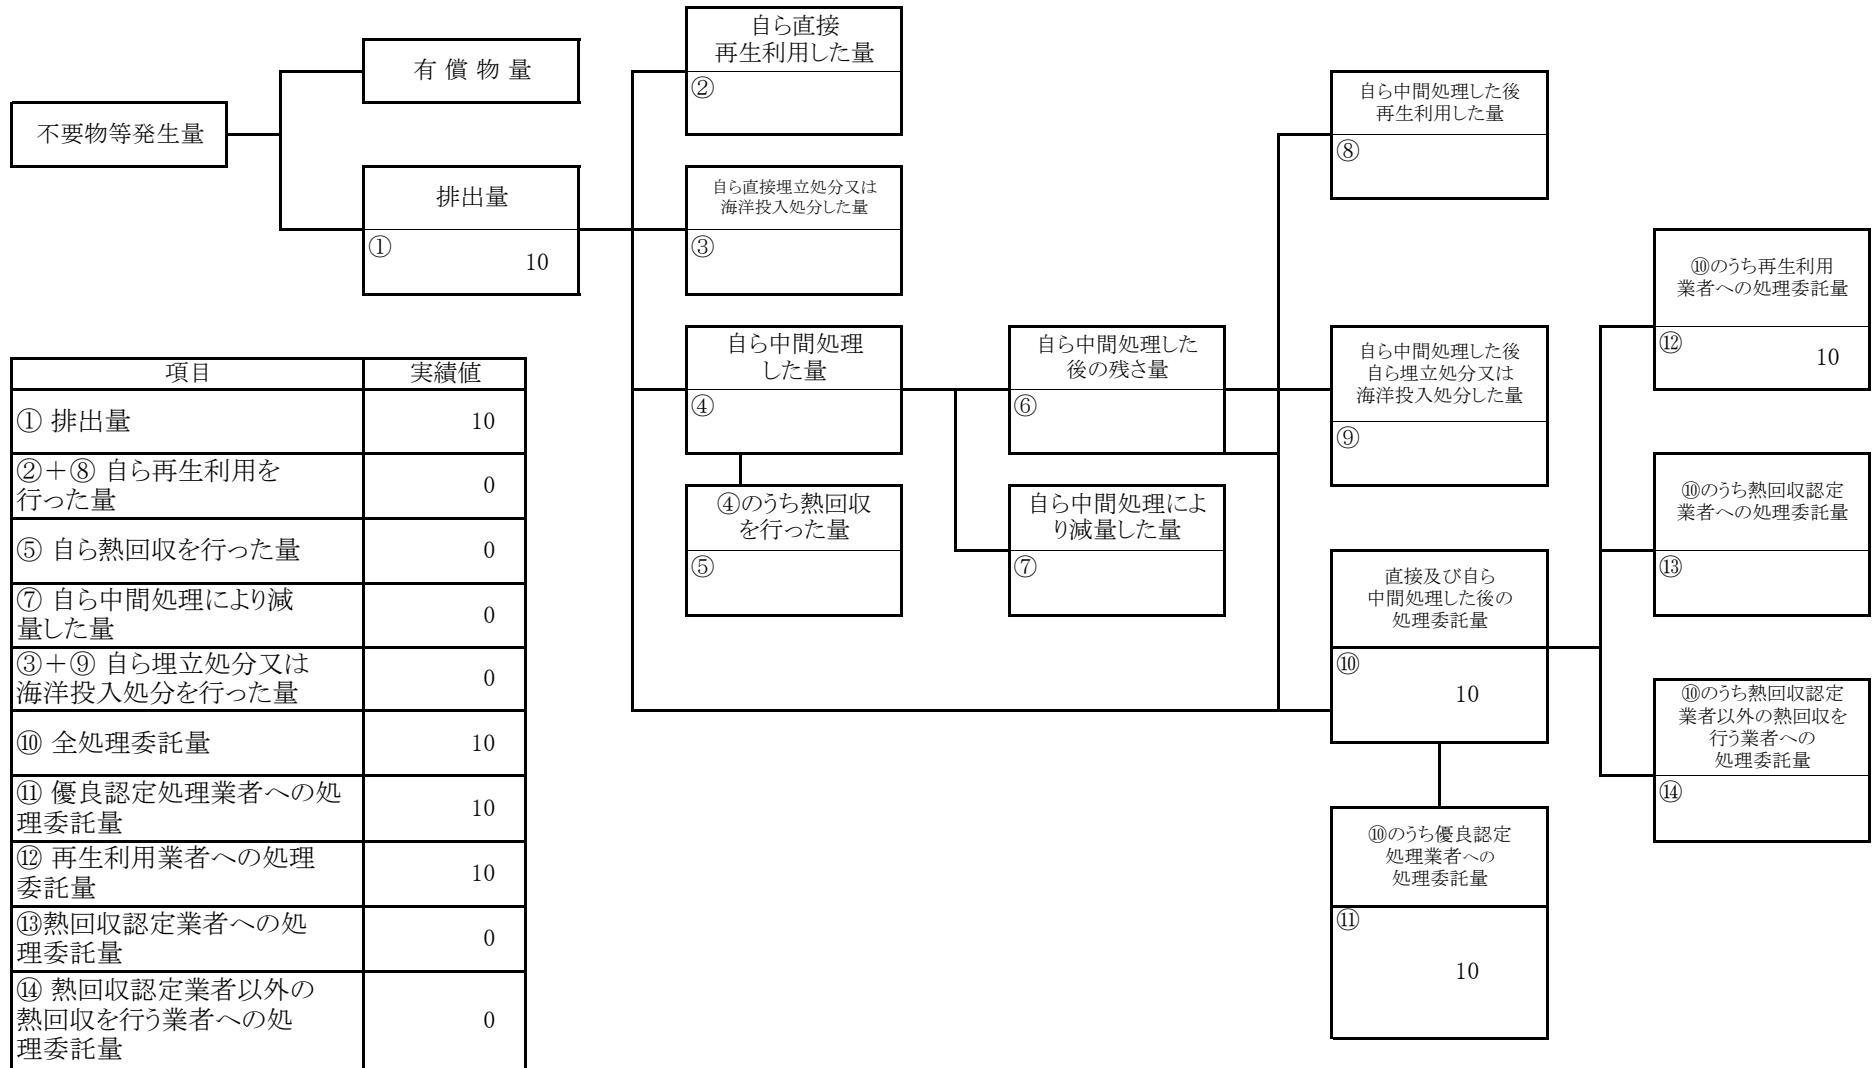 不要物等発生量
有 償 物 量
排出量
①
10
自ら直接
再生利用した量
②
自ら直接埋立処分又は
海洋投入処分した量
③
自ら中間処理
した量
④
④のうち熱回収
を行った量
⑤
自ら中間処理した
後の残さ量
⑥
自ら中間処理によ
り減量した量
⑦
自ら中間処理した後
再生利用した量
⑧
自ら中間処理した後
自ら埋立処分又は
海洋投入処分した量
⑨
直接及び自ら
中間処理した後の
処理委託量
⑩
10
⑩のうち優良認定
処理業者への
処理委託量
⑪
10
⑩のうち再生利用
業者への処理委託量
⑫
10
⑩のうち熱回収認定
業者への処理委託量
⑬
⑩のうち熱回収認定
業者以外の熱回収を
行う業者への
処理委託量
⑭
項目 実績値
① 排出量 10
②+⑧ 自ら再生利用を
行った量 0
⑤ 自ら熱回収を行った量 0
⑦ 自ら中間処理により減
量した量 0
③+⑨ 自ら埋立処分又は
海洋投入処分を行った量 0
⑩ 全処理委託量 10
⑪ 優良認定処理業者への処
理委託量 10
⑫ 再生利用業者への処理
委託量 10
⑬熱回収認定業者への処
理委託量 0
⑭ 熱回収認定業者以外の
熱回収を行う業者への処
理委託量 0